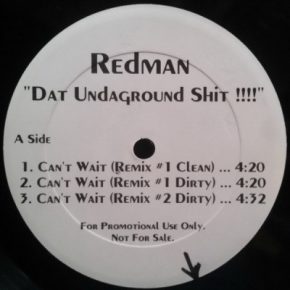 Redman
"Dat Undaground Shit !!!!"
A Side
1. Can't Wait (Remix #1 Clean) ... 4:20
2. Can't Wait (Remix #1 Dirty) ... 4:20
3. Can't Wait (Remix #2 Dirty) ... 4:32
For Promotional Use Only.
Not For Sale.